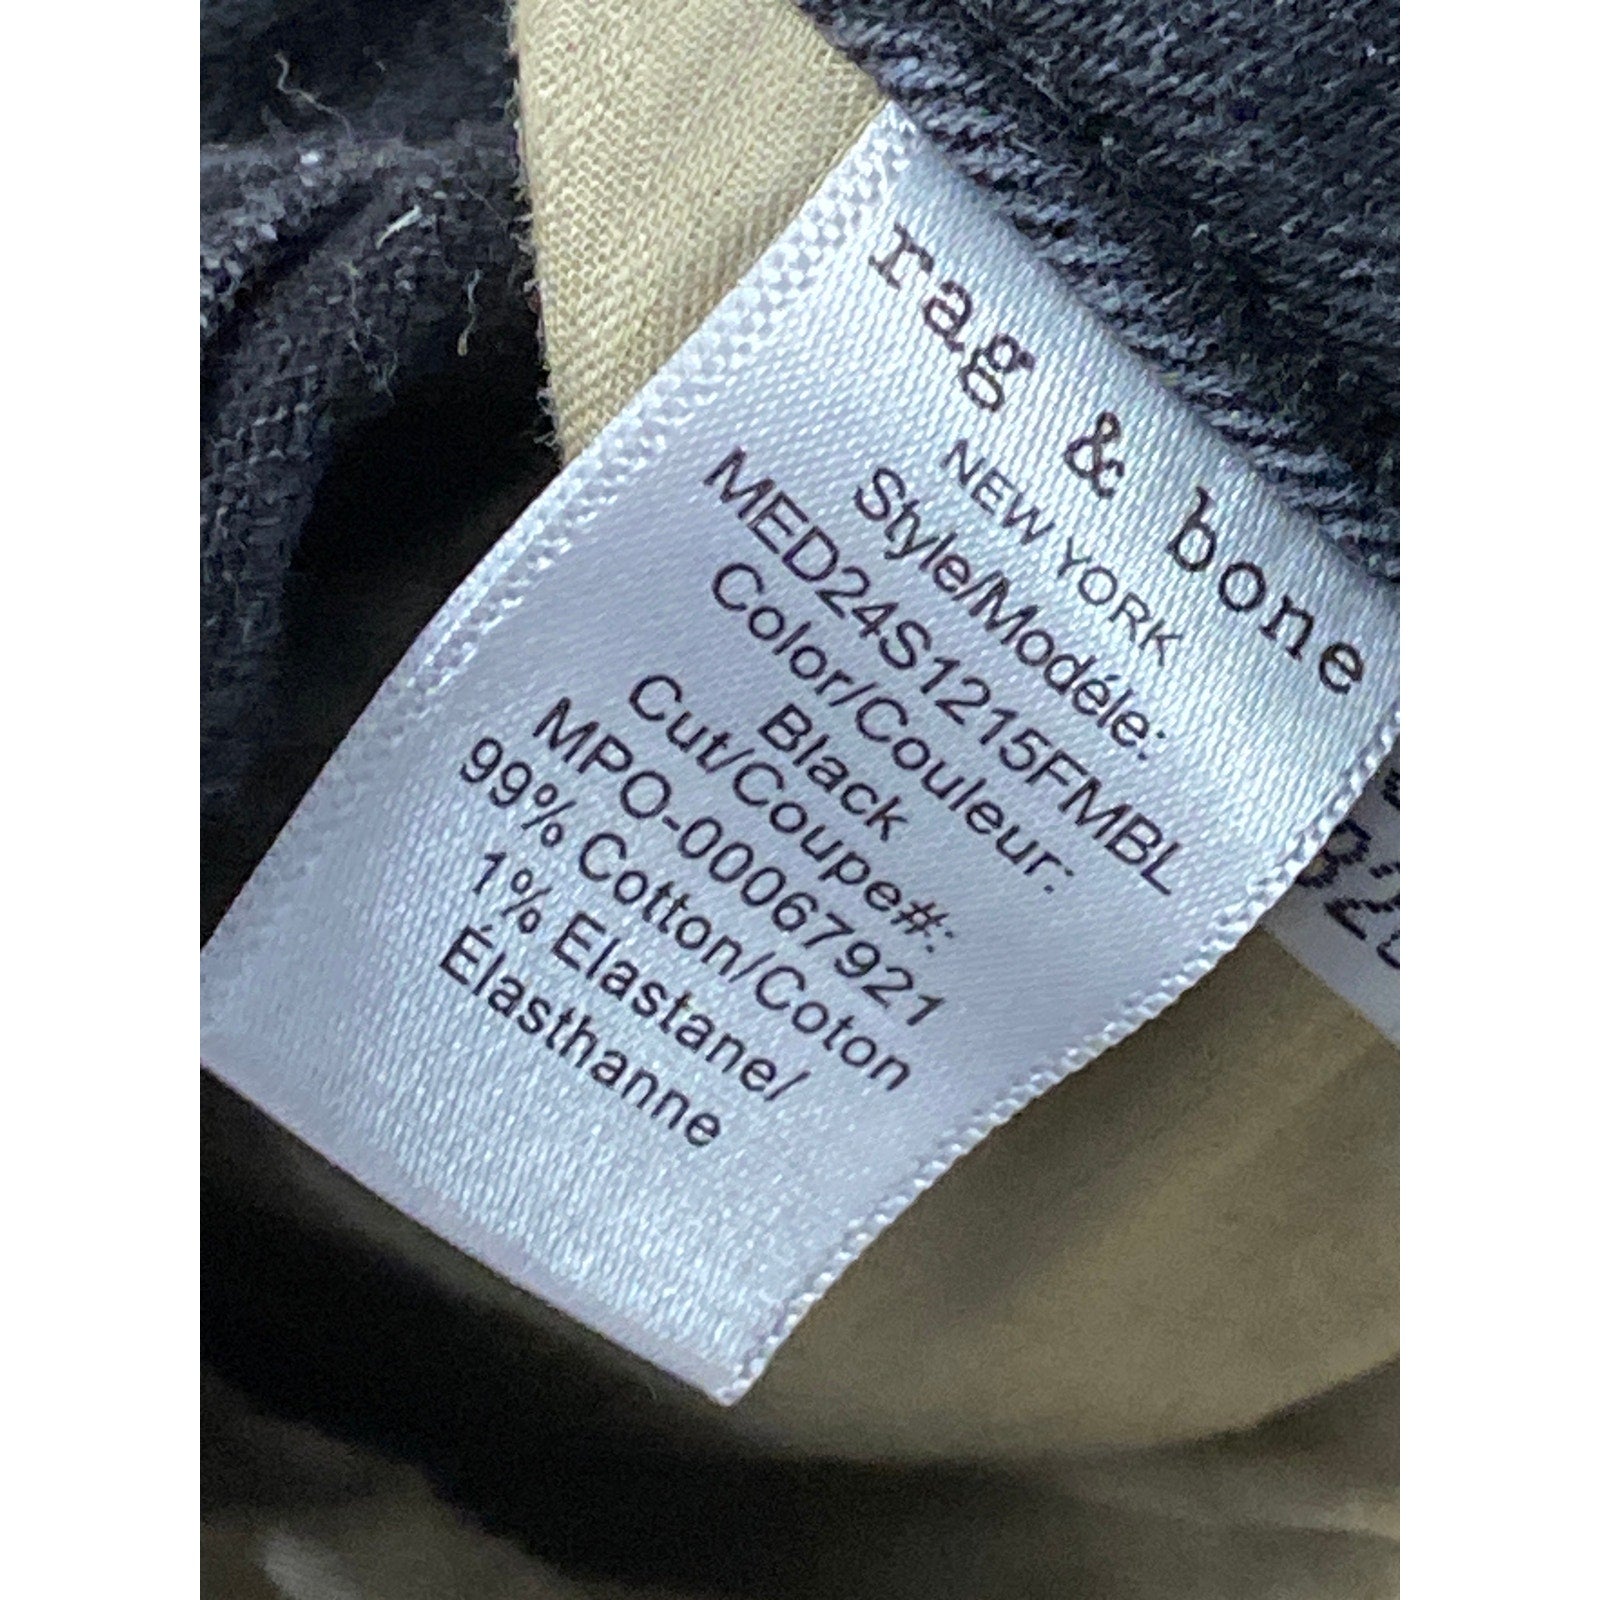 rag & bone
NEW YORK
Style/Modéle:
MED24S1215FMBL
Color/Couleur:
Black
Cut/Coupe#:
MPO-00067921
99% Cotton/Coton
1% Elastane/
Élasthanne